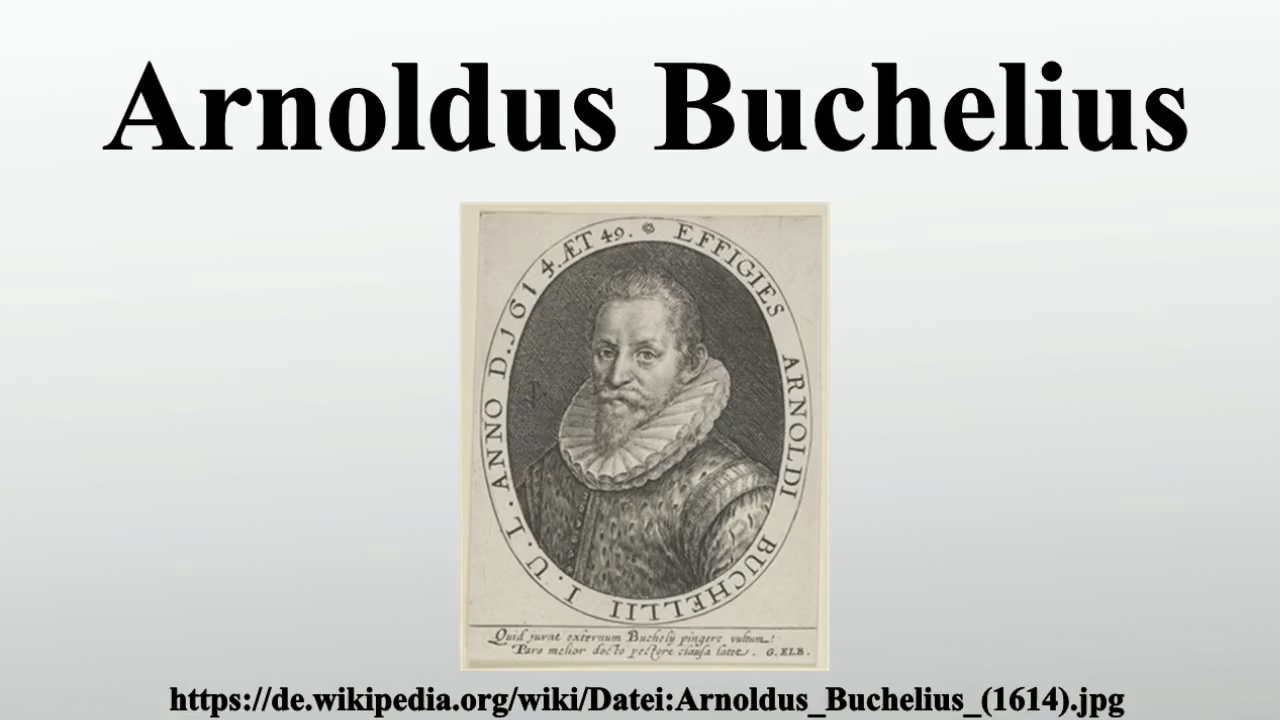 Arnoldus Buchelius
EFFIGIES ARNOLDI BUCHELLII I.U.L. ANNO D.1614.ÆT 49.
Quid juvat externum Buchelij pingere vultum!
Pars melior docto pectore clausa latet. G.ELB.
https://de.wikipedia.org/wiki/Datei:Arnoldus_Buchelius_(1614).jpg